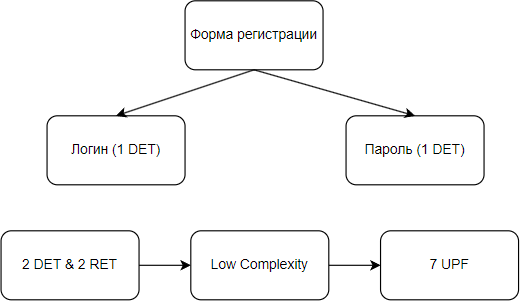 Форма регистрации
Логин (1 DET)
Пароль (1 DET)
2 DET & 2 RET
Low Complexity
7 UPF